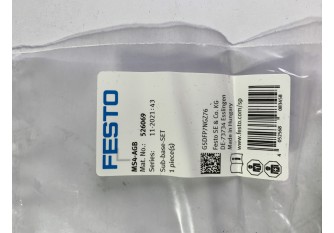 FESTO
MS4-AGB
Mat. No.: 526069
Series: 11-2021:43
Sub-base-SET
1 piece(s)
GSDFP7NGZ76
Festo SE & Co. KG
DE-73734 Esslingen
Made in Hungary
www.festo.com/sp